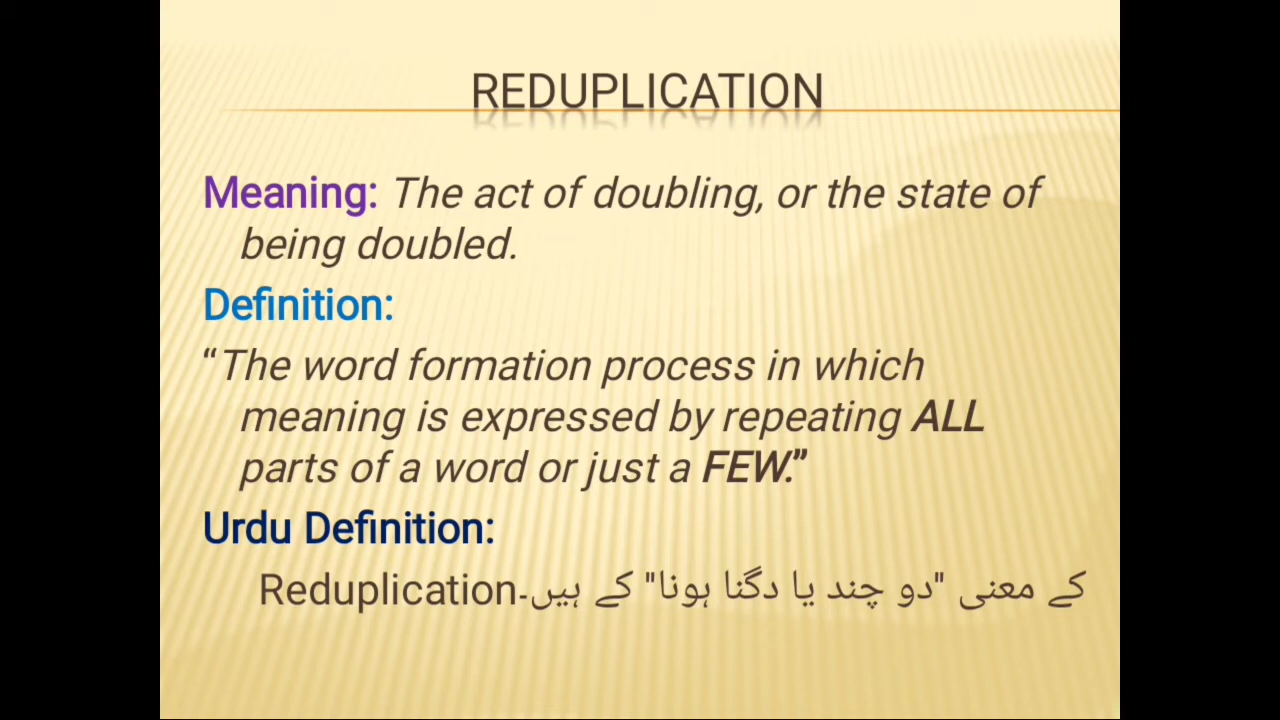 REDUPLICATION
Meaning: The act of doubling, or the state of
being doubled.
Definition:
“The word formation process in which
meaning is expressed by repeating ALL
parts of a word or just a FEW.”
Urdu Definition:
Reduplication کے معنی "دو چند یا دگنا ہونا" کے ہیں۔